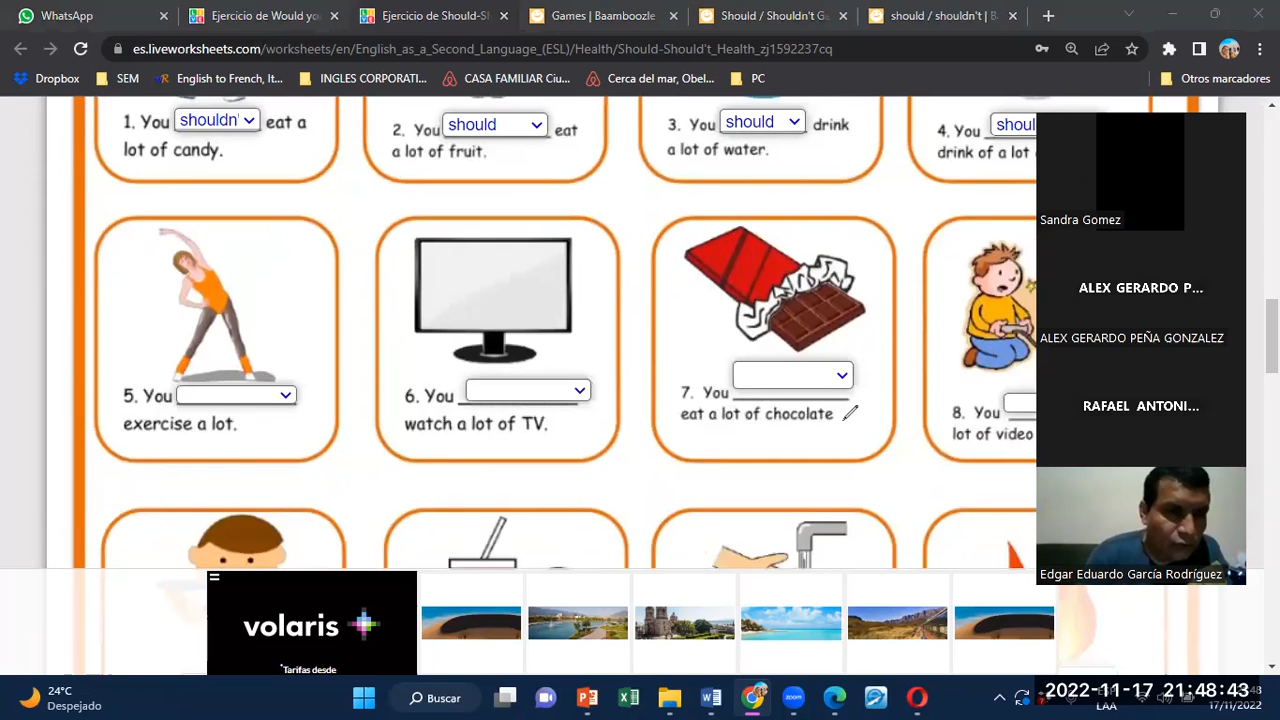 WhatsApp
Ejercicio de Would yo
Ejercicio de Should-Sh
Games | Baamboozle
Should / Shouldn't Ga
should / shouldn't | B
es.liveworksheets.com/worksheets/en/English_as_a_Second_Language_(ESL)/Health/Should-Should't_Health_zj1592237cq
Dropbox
SEM
English to French, It...
INGLES CORPORATI...
CASA FAMILIAR Ciu...
Cerca del mar, Obel...
PC
Otros marcadores
1. You shouldn' eat a
lot of candy.
2. You should eat
a lot of fruit.
3. You should drink
a lot of water.
4. You shoul
drink of a lot
5. You
exercise a lot.
6. You
watch a lot of TV.
7. You
eat a lot of chocolate
8. You
lot of video
Sandra Gomez
ALEX GERARDO P...
ALEX GERARDO PEÑA GONZALEZ
RAFAEL ANTONI...
Edgar Eduardo García Rodríguez
volaris
*Tarifas desde
24°C
Despejado
Buscar
LAA
2022-11-17 21:48:43
17/11/2022